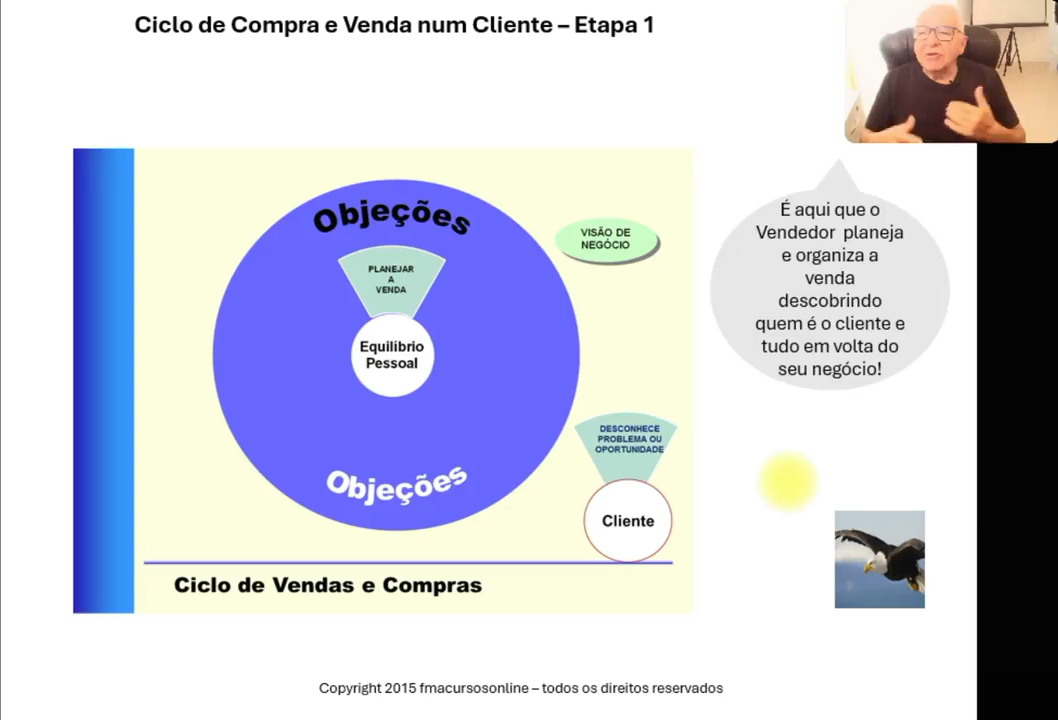 Ciclo de Compra e Venda num Cliente – Etapa 1
Objeções
PLANEJAR
A
VENDA
Equilíbrio
Pessoal
Objeções
VISÃO DE
NEGÓCIO
DESCONHECE
PROBLEMA OU
OPORTUNIDADE
Cliente
Ciclo de Vendas e Compras
É aqui que o
Vendedor planeja
e organiza a
venda
descobrindo
quem é o cliente e
tudo em volta do
seu negócio!
Copyright 2015 fmacursosonline – todos os direitos reservados